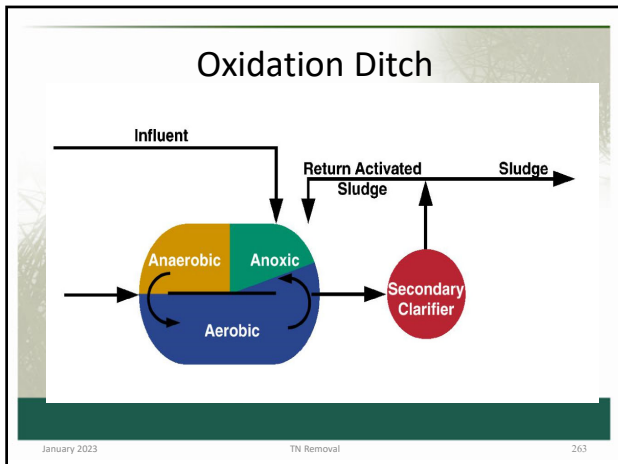 Oxidation Ditch
Influent
Return Activated
Sludge
Sludge
Anaerobic
Anoxic
Aerobic
Secondary
Clarifier
January 2023
TN Removal
263